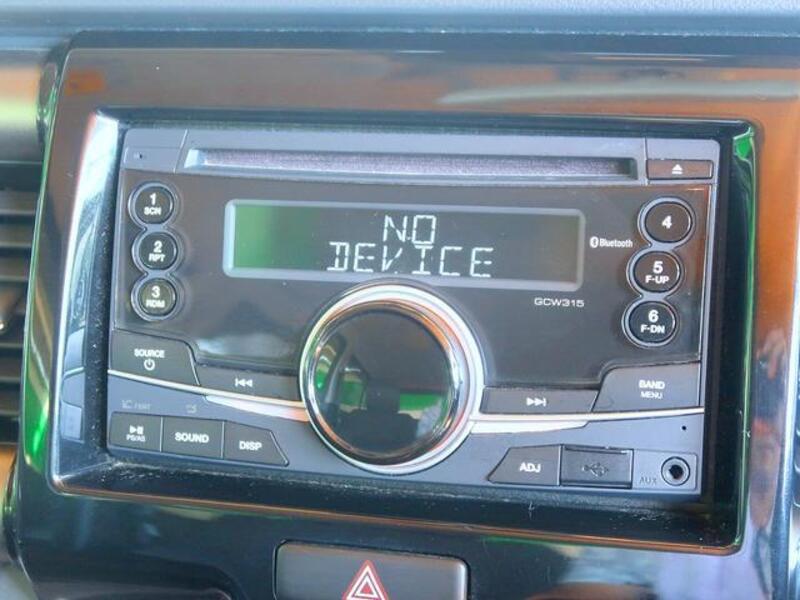 1
SCN
2
RPT
3
RDM
NO
DEVICE
Bluetooth
4
5
F-UP
6
F-DN
GCW315
SOURCE
BAND
MENU
PS/AS
SOUND
DISP
ADJ
AUX